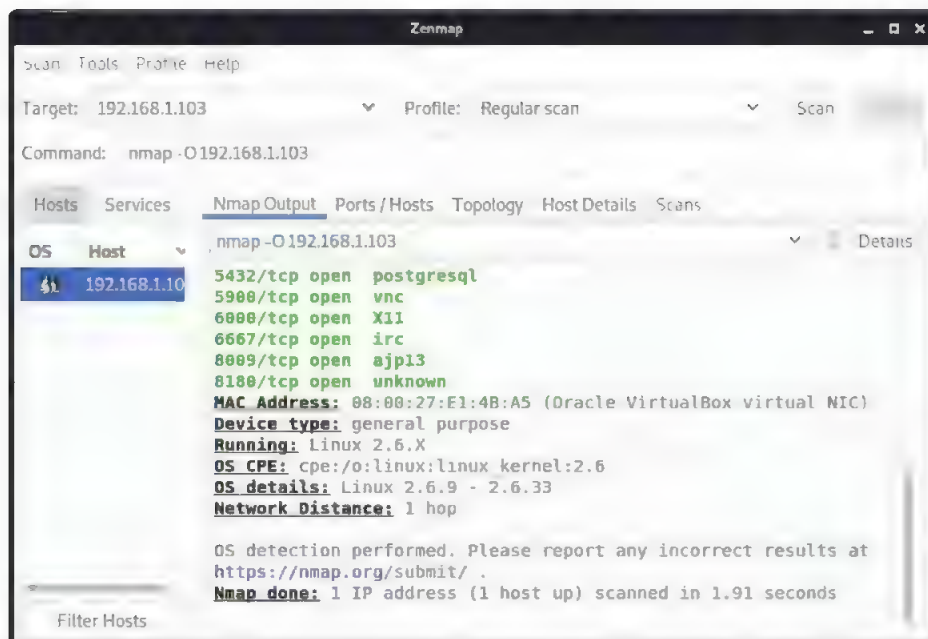 Zenmap
Scan Tools Profile Help
Target: 192.168.1.103 Profile: Regular scan Scan
Command: nmap -O 192.168.1.103
Hosts Services Nmap Output Ports / Hosts Topology Host Details Scans
nmap -O 192.168.1.103 Details
OS Host
192.168.1.10
5432/tcp open postgresql
5900/tcp open vnc
6000/tcp open X11
6667/tcp open irc
8009/tcp open ajp13
8180/tcp open unknown
MAC Address: 08:00:27:E1:4B:A5 (Oracle VirtualBox virtual NIC)
Device type: general purpose
Running: Linux 2.6.X
OS CPE: cpe:/o:linux:linux_kernel:2.6
OS details: Linux 2.6.9 - 2.6.33
Network Distance: 1 hop
OS detection performed. Please report any incorrect results at
https://nmap.org/submit/ .
Nmap done: 1 IP address (1 host up) scanned in 1.91 seconds
Filter Hosts